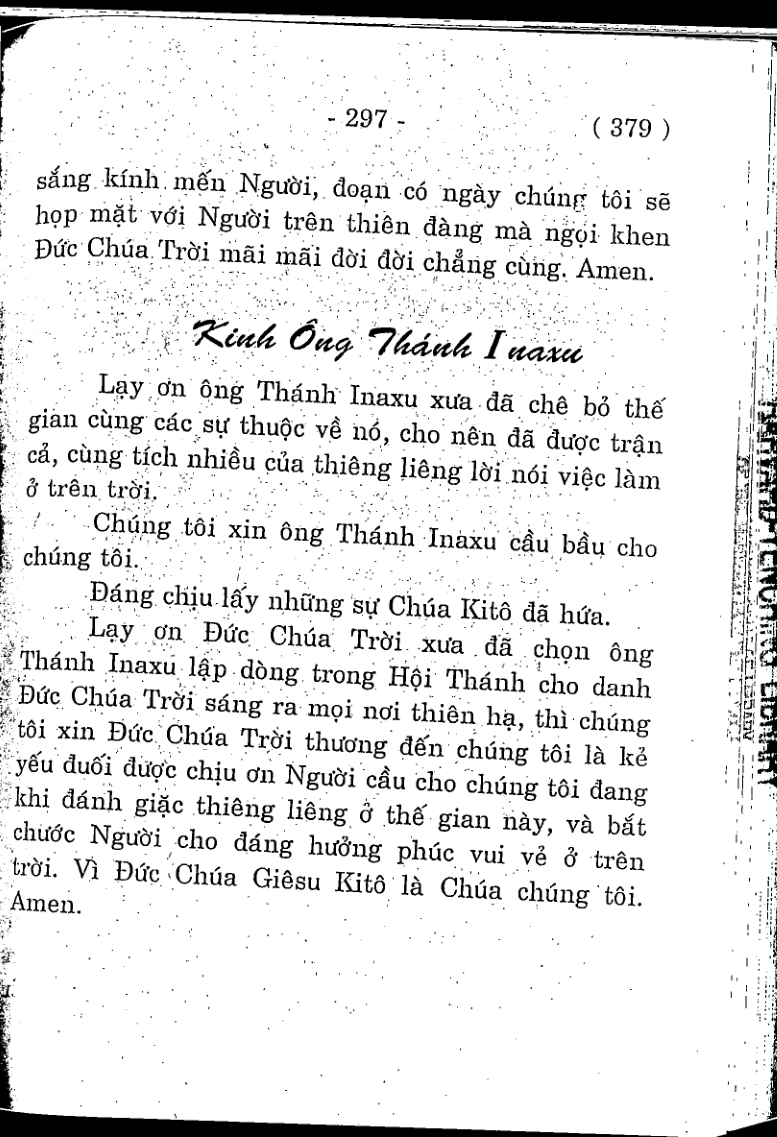 - 297 -
( 379 )
sắng kính mến Người, đoạn có ngày chúng tôi sẽ
họp mặt với Người trên thiên đàng mà ngợi khen
Đức Chúa Trời mãi mãi đời đời chẳng cùng. Amen.
Kinh Ông Thánh Inaxu
Lạy ơn ông Thánh Inaxu xưa đã chê bỏ thế
gian cùng các sự thuộc về nó, cho nên đã được trận
cả, cùng tích nhiều của thiêng liêng lời nói việc làm
ở trên trời.
Chúng tôi xin ông Thánh Inaxu cầu bầu cho
chúng tôi.
Đáng chịu lấy những sự Chúa Kitô đã hứa.
Lạy ơn Đức Chúa Trời xưa đã chọn ông
Thánh Inaxu lập dòng trong Hội Thánh cho danh
Đức Chúa Trời sáng ra mọi nơi thiên hạ, thì chúng
tôi xin Đức Chúa Trời thương đến chúng tôi là kẻ
yếu đuối được chịu ơn Người cầu cho chúng tôi đang
khi đánh giặc thiêng liêng ở thế gian này, và bắt
chước Người cho đáng hưởng phúc vui vẻ ở trên
trời. Vì Đức Chúa Giêsu Kitô là Chúa chúng tôi.
Amen.
HARVARD-YENCHING LIBRARY